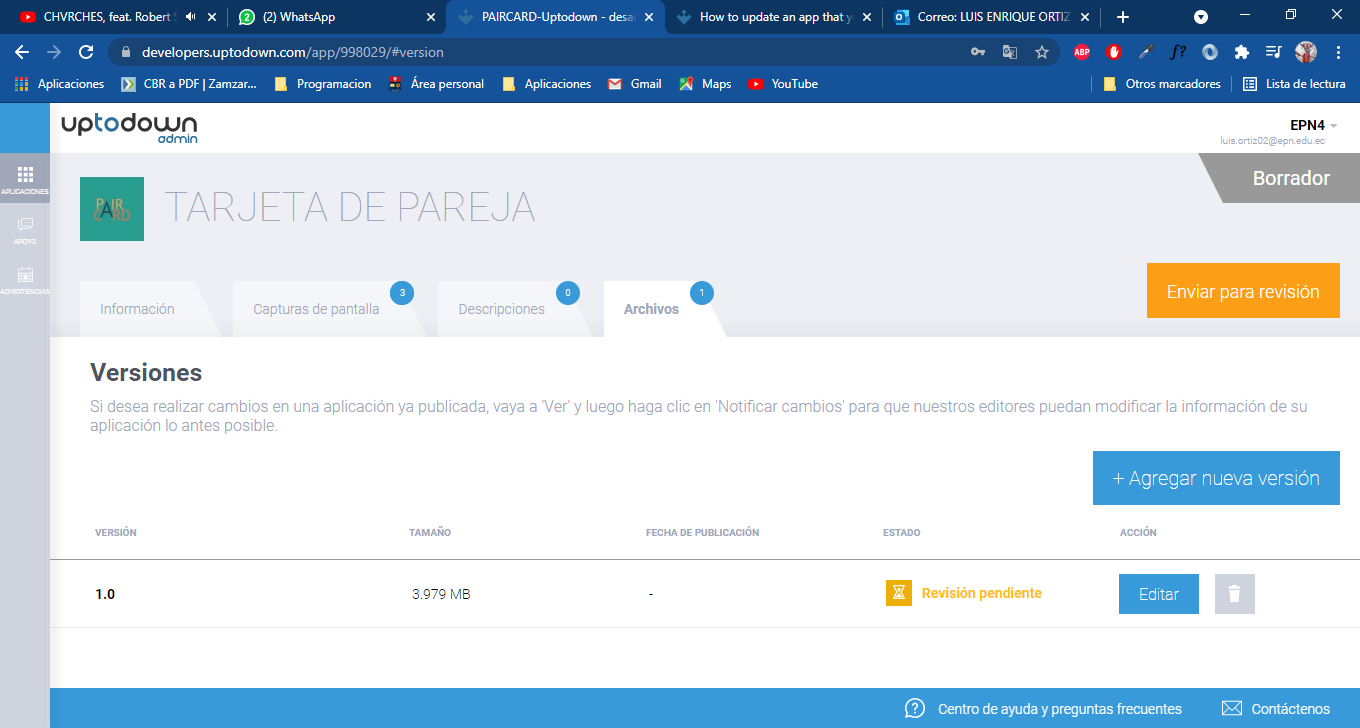 CHVRCHES, feat. Robert S
(2) WhatsApp
PAIRCARD-Uptodown - desa
How to update an app that y
Correo: LUIS ENRIQUE ORTIZ
developers.uptodown.com/app/998029/#version
ABP
f?
Aplicaciones
CBR a PDF | Zamzar...
Programacion
Área personal
Aplicaciones
Gmail
Maps
YouTube
Otros marcadores
Lista de lectura
uptodown
admin
EPN4
luis.ortiz02@epn.edu.ec
APLICACIONES
APOYO
ADVERTENCIAS
PAIR
CARD
TARJETA DE PAREJA
Borrador
Información
Capturas de pantalla
3
Descripciones
0
Archivos
1
Enviar para revisión
Versiones
Si desea realizar cambios en una aplicación ya publicada, vaya a 'Ver' y luego haga clic en 'Notificar cambios' para que nuestros editores puedan modificar la información de su
aplicación lo antes posible.
+ Agregar nueva versión
VERSIÓN
TAMAÑO
FECHA DE PUBLICACIÓN
ESTADO
ACCIÓN
1.0
3.979 MB
-
Revisión pendiente
Editar
Centro de ayuda y preguntas frecuentes
Contáctenos